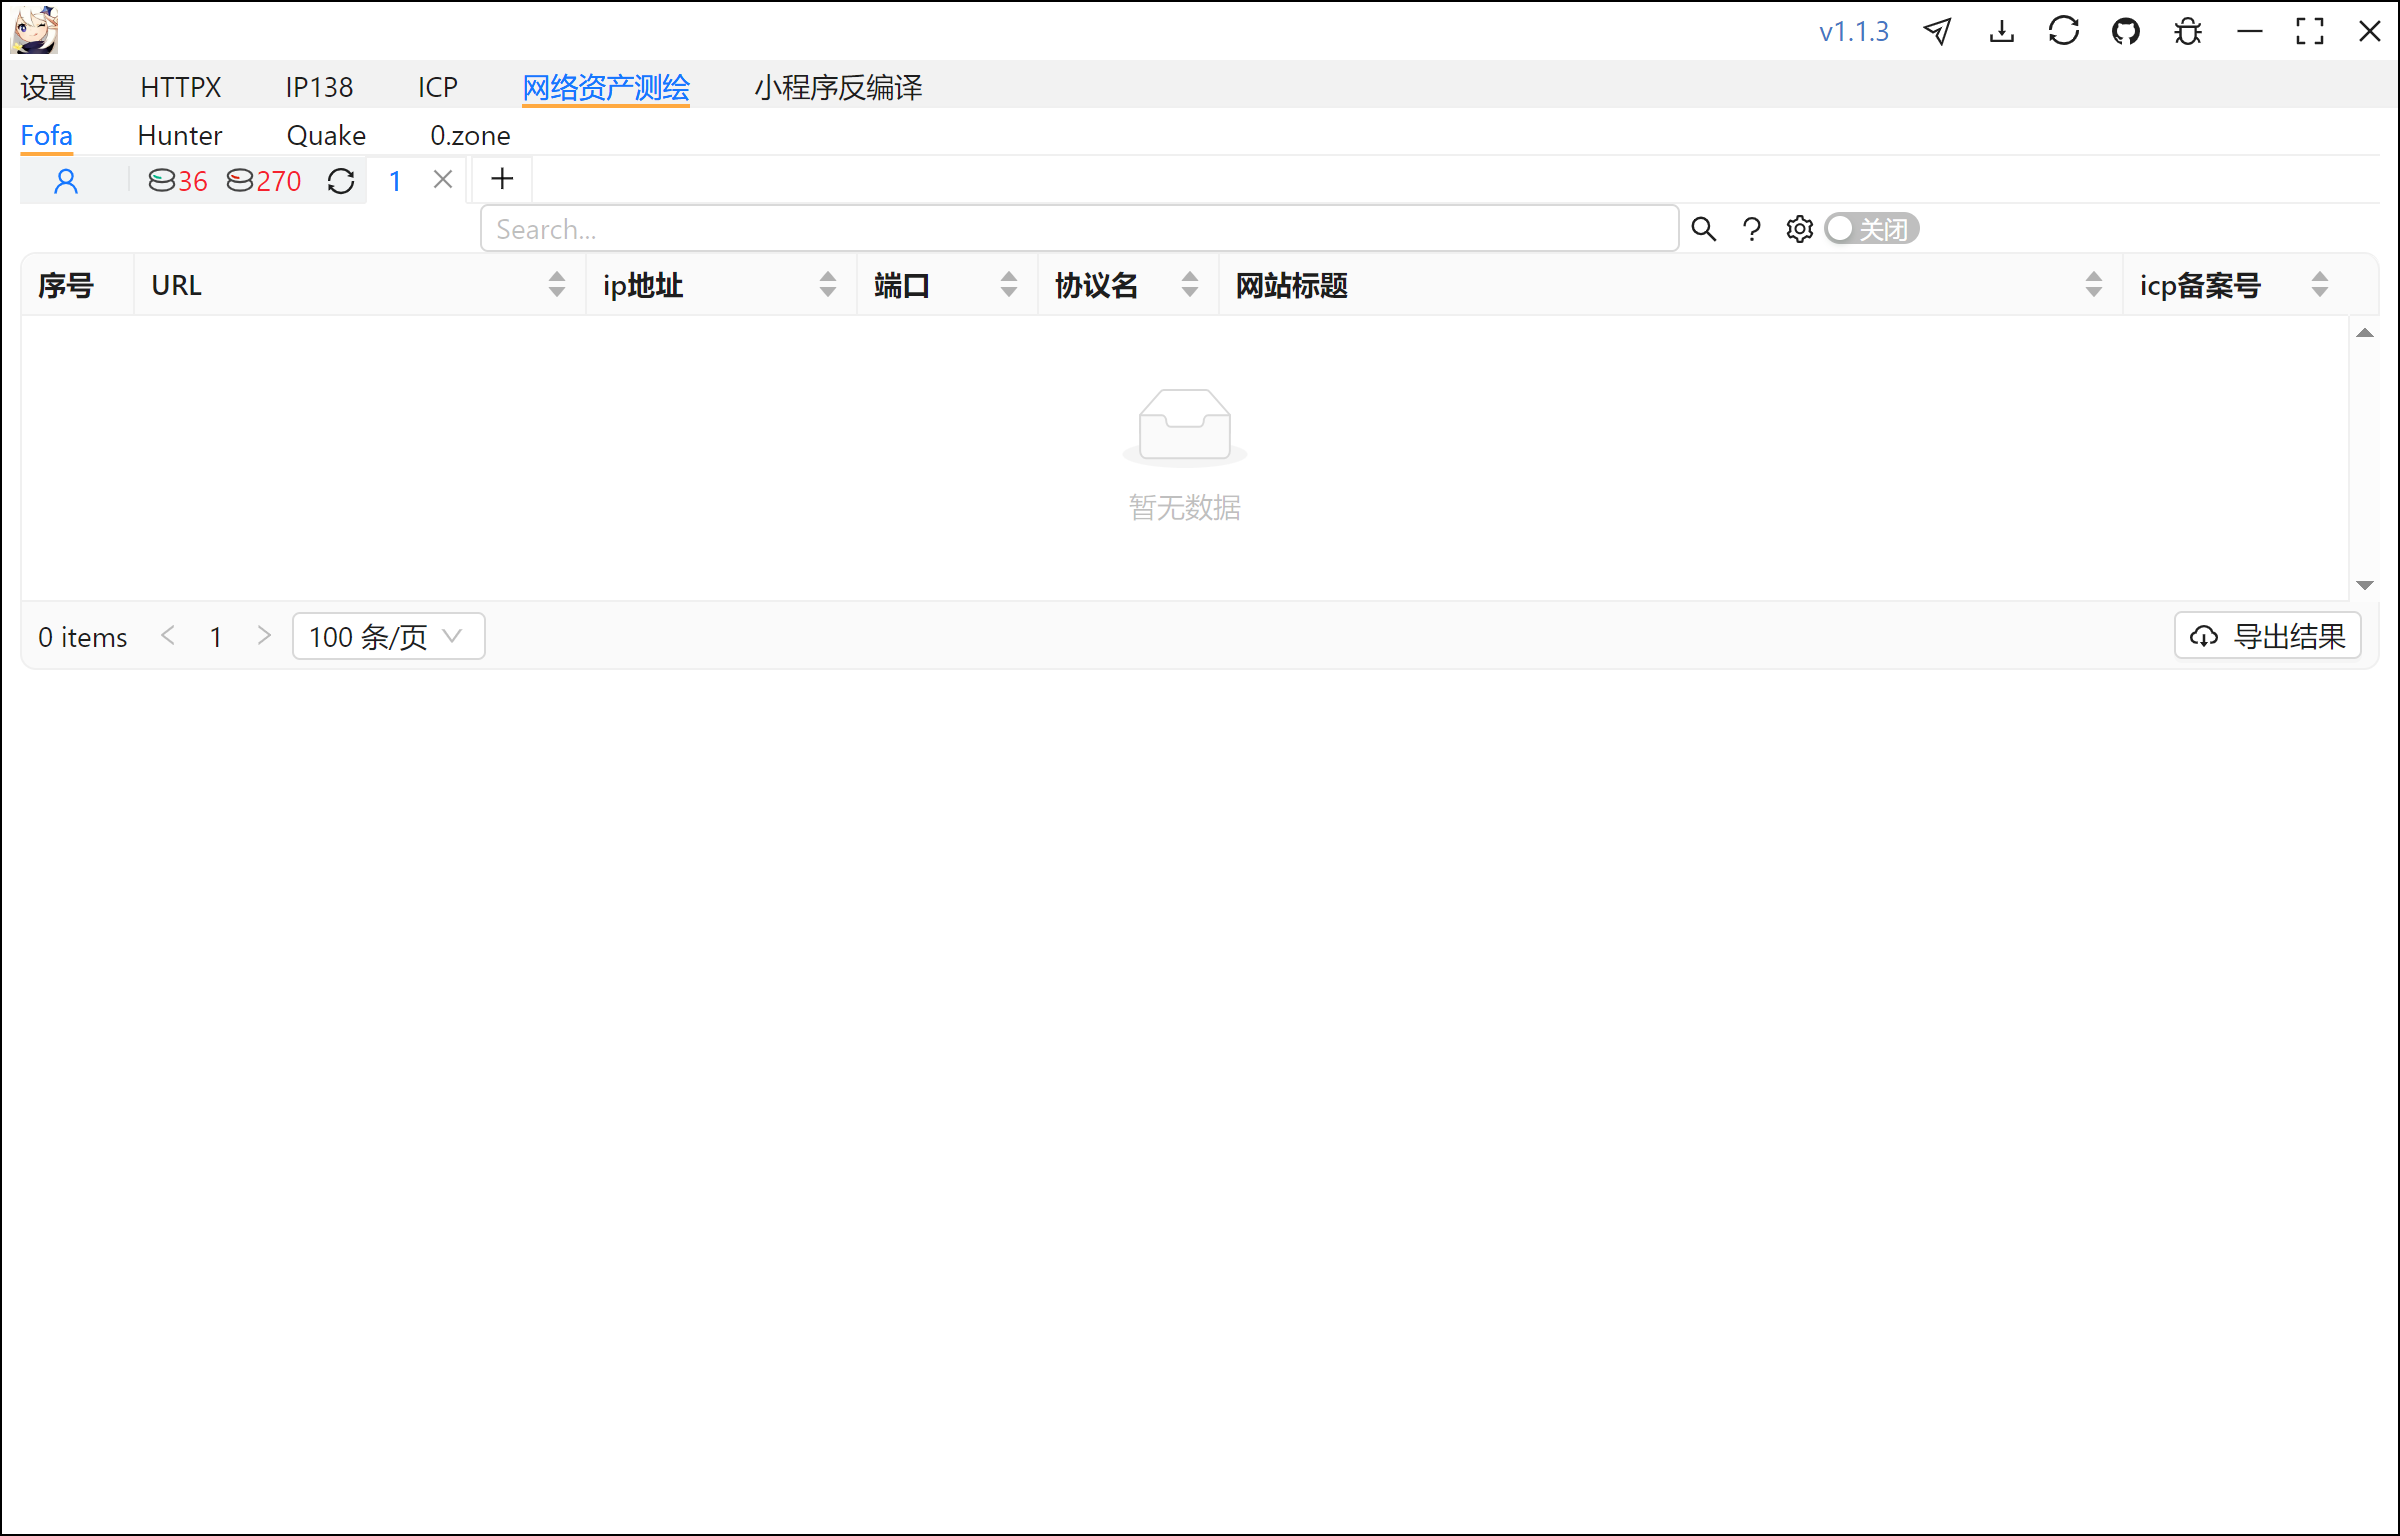 v1.1.3
设置 HTTPX IP138 ICP 网络资产测绘 小程序反编译
Fofa Hunter Quake 0.zone
36 270 1
Search...
关闭
序号 URL ip地址 端口 协议名 网站标题 icp备案号
暂无数据
0 items 1 100 条/页 导出结果